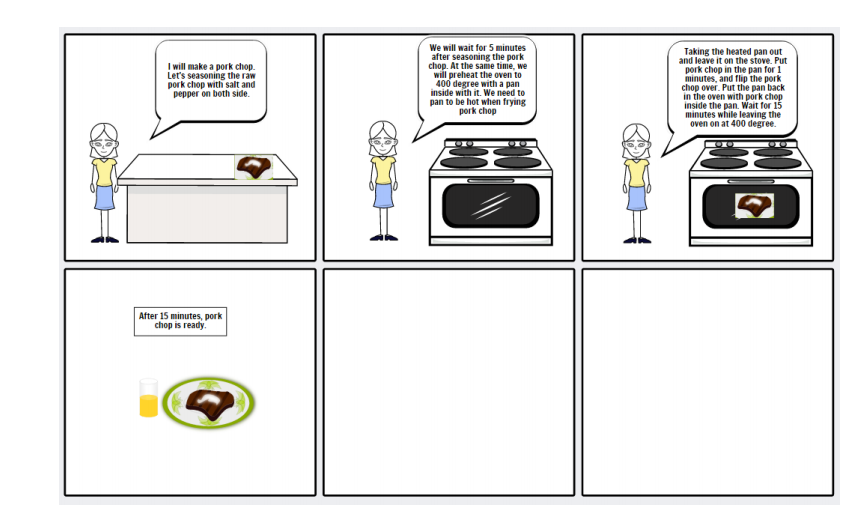 I will make a pork chop.
Let's seasoning the raw
pork chop with salt and
pepper on both side.
We will wait for 5 minutes
after seasoning the pork
chop. At the same time, we
will preheat the oven to
400 degree with a pan
inside with it. We need to
pan to be hot when frying
pork chop
Taking the heated pan out
and leave it on the stove. Put
pork chop in the pan for 1
minutes, and flip the pork
chop over. Put the pan back
in the oven with pork chop
inside the pan. Wait for 15
minutes while leaving the
oven on at 400 degree.
After 15 minutes, pork
chop is ready.